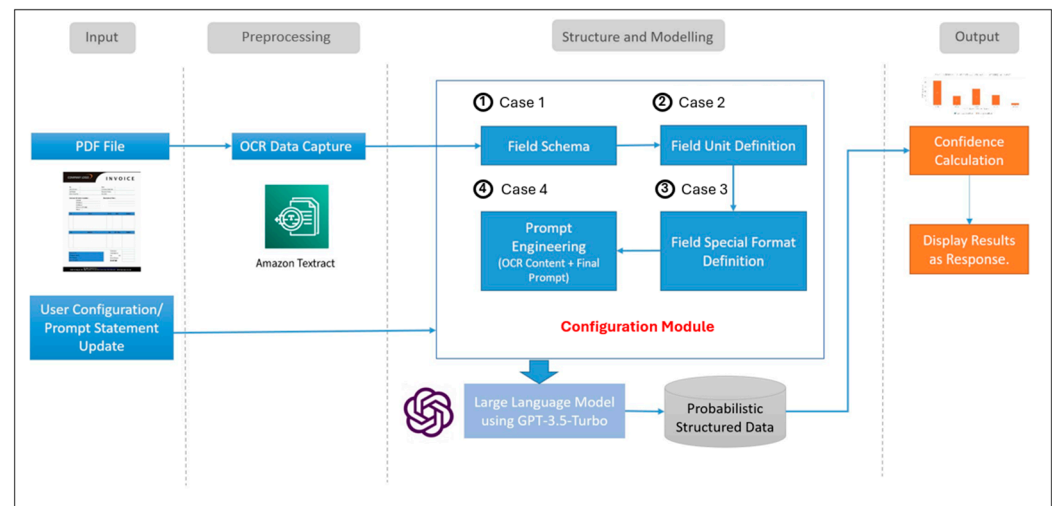 Input
Preprocessing
Structure and Modelling
Output
① Case 1
② Case 2
PDF File
OCR Data Capture
Field Schema
Field Unit Definition
Confidence
Calculation
INVOICE
④ Case 4
③ Case 3
Amazon Textract
Prompt
Engineering
(OCR Content + Final
Prompt)
Field Special Format
Definition
Display Results
as Response.
User Configuration/
Prompt Statement
Update
Configuration Module
Large Language Model
using GPT-3.5-Turbo
Probabilistic
Structured Data